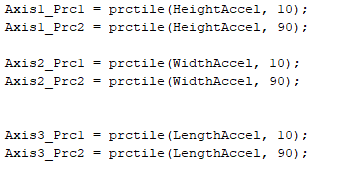 Axis1_Prc1 = prctile(HeightAccel, 10);
Axis1_Prc2 = prctile(HeightAccel, 90);
Axis2_Prc1 = prctile(WidthAccel, 10);
Axis2_Prc2 = prctile(WidthAccel, 90);
Axis3_Prc1 = prctile(LengthAccel, 10);
Axis3_Prc2 = prctile(LengthAccel, 90);